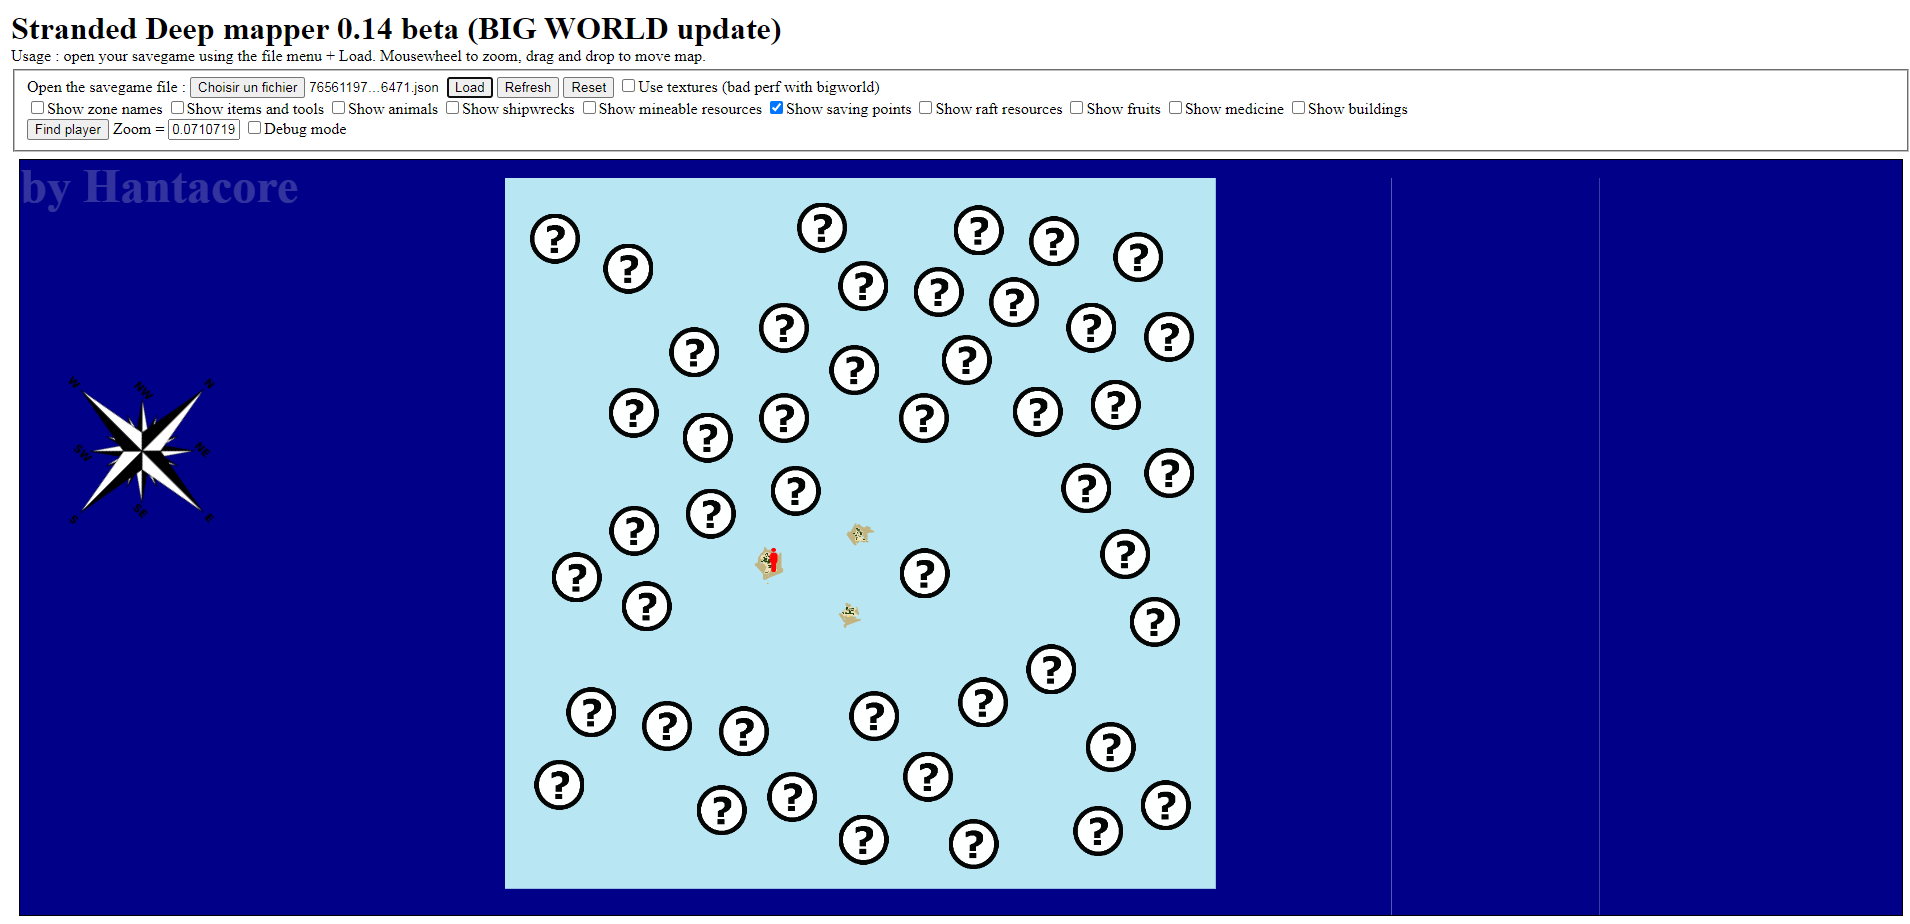 Stranded Deep mapper 0.14 beta (BIG WORLD update)
Usage : open your savegame using the file menu + Load. Mousewheel to zoom, drag and drop to move map.
Open the savegame file : Choisir un fichier 76561197...6471.json Load Refresh Reset Use textures (bad perf with bigworld)
Show zone names Show items and tools Show animals Show shipwrecks Show mineable resources Show saving points Show raft resources Show fruits Show medicine Show buildings
Find player Zoom = 0.0710719 Debug mode
by Hantacore
? ? ? ? ?
? ? ? ? ?
? ? ? ? ? ?
? ? ? ? ? ?
? ? ? ? ?
? ? ? ?
? ? ?
? ?
? ? ? ? ? ?
? ? ? ? ?
? ? ?
W NW N
SW NE
S SE E